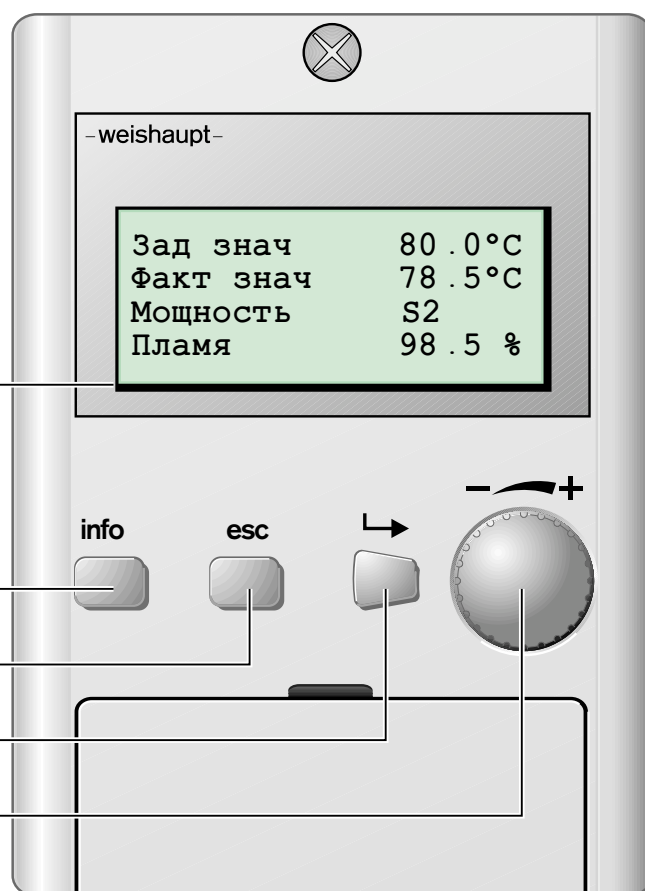 -weishaupt-
Зад знач 80.0°C
Факт знач 78.5°C
Мощность S2
Пламя 98.5 %
info esc